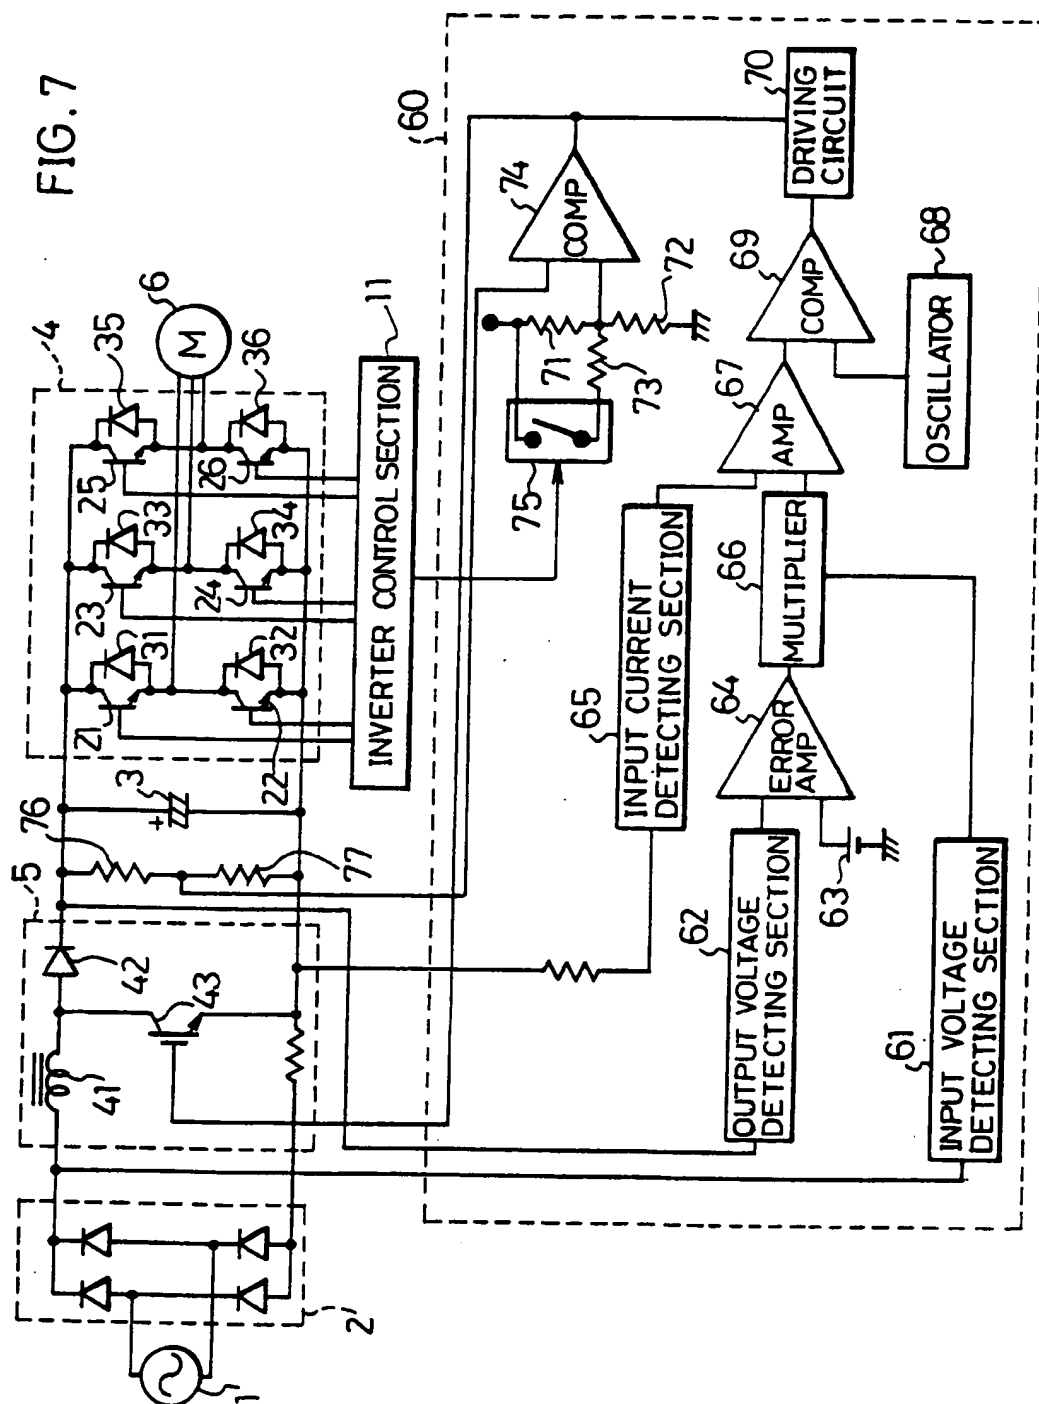 FIG. 7
1
2
5
41
42
43
76
77
3
+
4
21
22
31
32
23
24
33
34
25
26
35
36
M
6
INVERTER CONTROL SECTION
11
60
74
COMP
71
72
73
75
65
INPUT CURRENT
DETECTING SECTION
62
OUTPUT VOLTAGE
DETECTING SECTION
63
64
ERROR
AMP
66
MULTIPLIER
67
AMP
69
COMP
70
DRIVING
CIRCUIT
68
OSCILLATOR
61
INPUT VOLTAGE
DETECTING SECTION